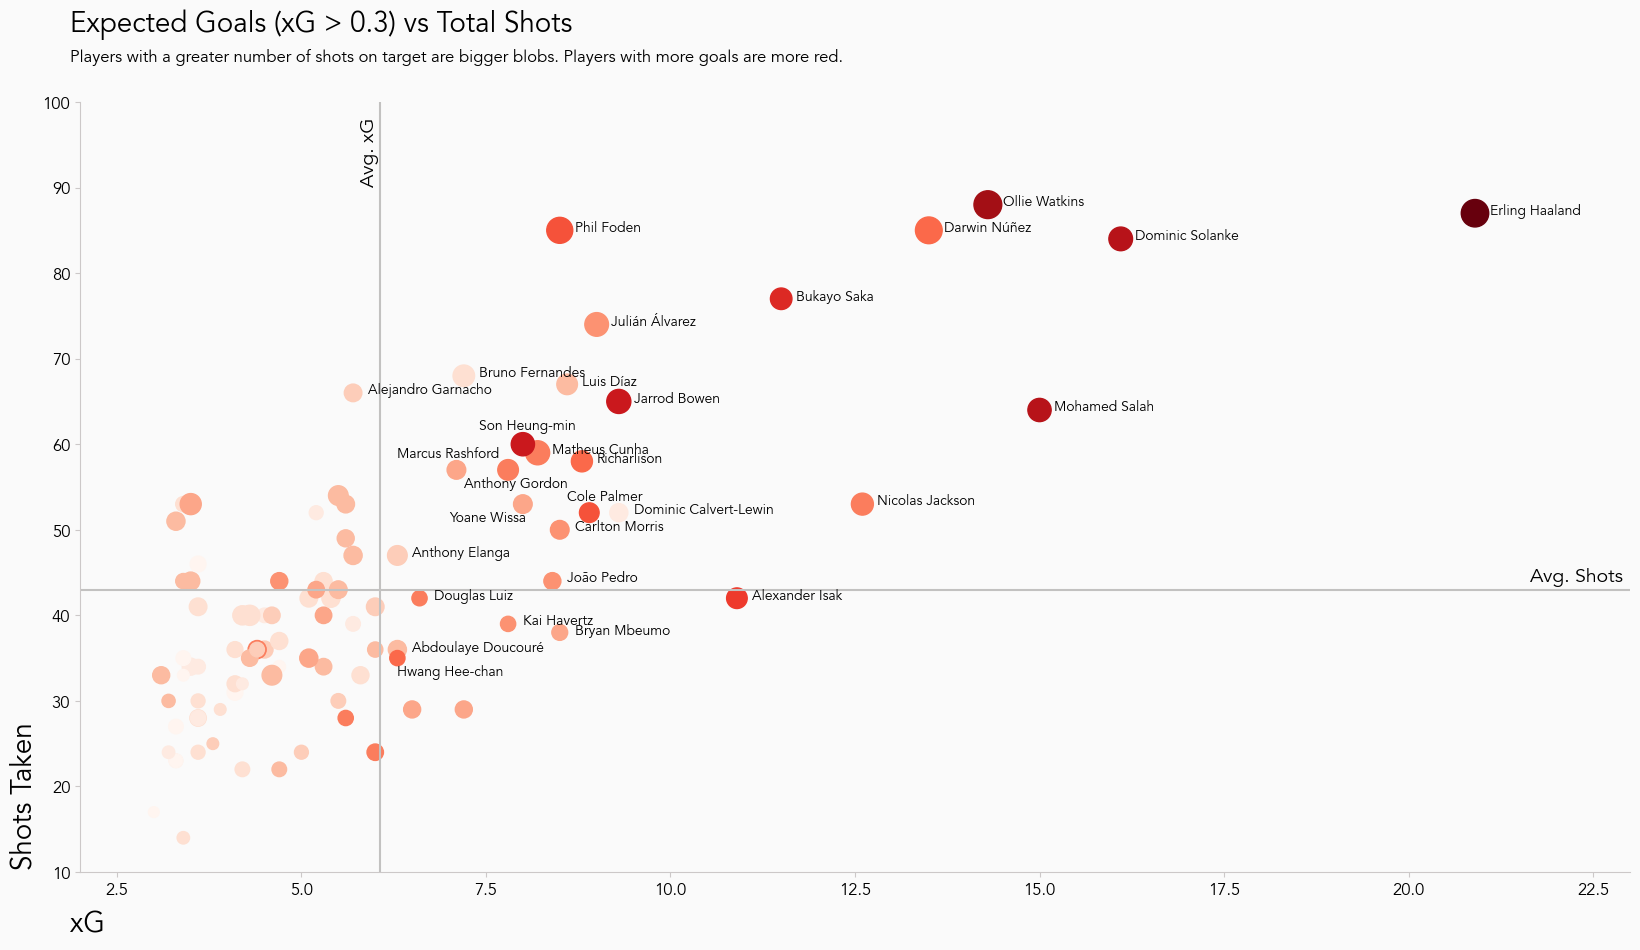 Expected Goals (xG > 0.3) vs Total Shots
Players with a greater number of shots on target are bigger blobs. Players with more goals are more red.
100
Avg. xG
90
Ollie Watkins
Erling Haaland
Phil Foden
Darwin Núñez
Dominic Solanke
80
Bukayo Saka
Julián Álvarez
70
Bruno Fernandes
Luis Díaz
Alejandro Garnacho
Jarrod Bowen
Mohamed Salah
60
Son Heung-min
Matheus Cunha
Marcus Rashford
Richarlison
Anthony Gordon
Cole Palmer
Nicolas Jackson
Yoane Wissa
Dominic Calvert-Lewin
50
Carlton Morris
Anthony Elanga
João Pedro
Avg. Shots
40
Douglas Luiz
Alexander Isak
Kai Havertz
Bryan Mbeumo
Abdoulaye Doucouré
Hwang Hee-chan
30
20
10
Shots Taken
2.5
5.0
7.5
10.0
12.5
15.0
17.5
20.0
22.5
xG